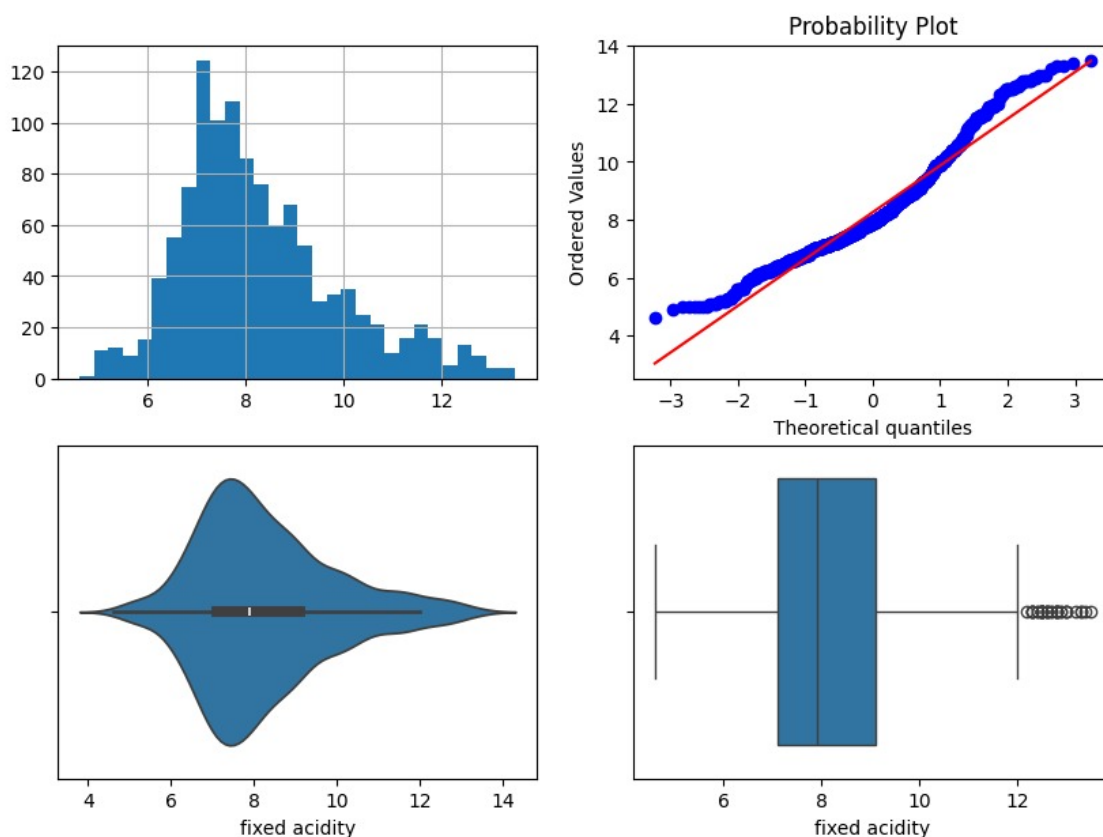 120
100
80
60
40
20
0
6 8 10 12
Probability Plot
Ordered Values
14
12
10
8
6
4
−3 −2 −1 0 1 2 3
Theoretical quantiles
4 6 8 10 12 14
fixed acidity
6 8 10 12
fixed acidity